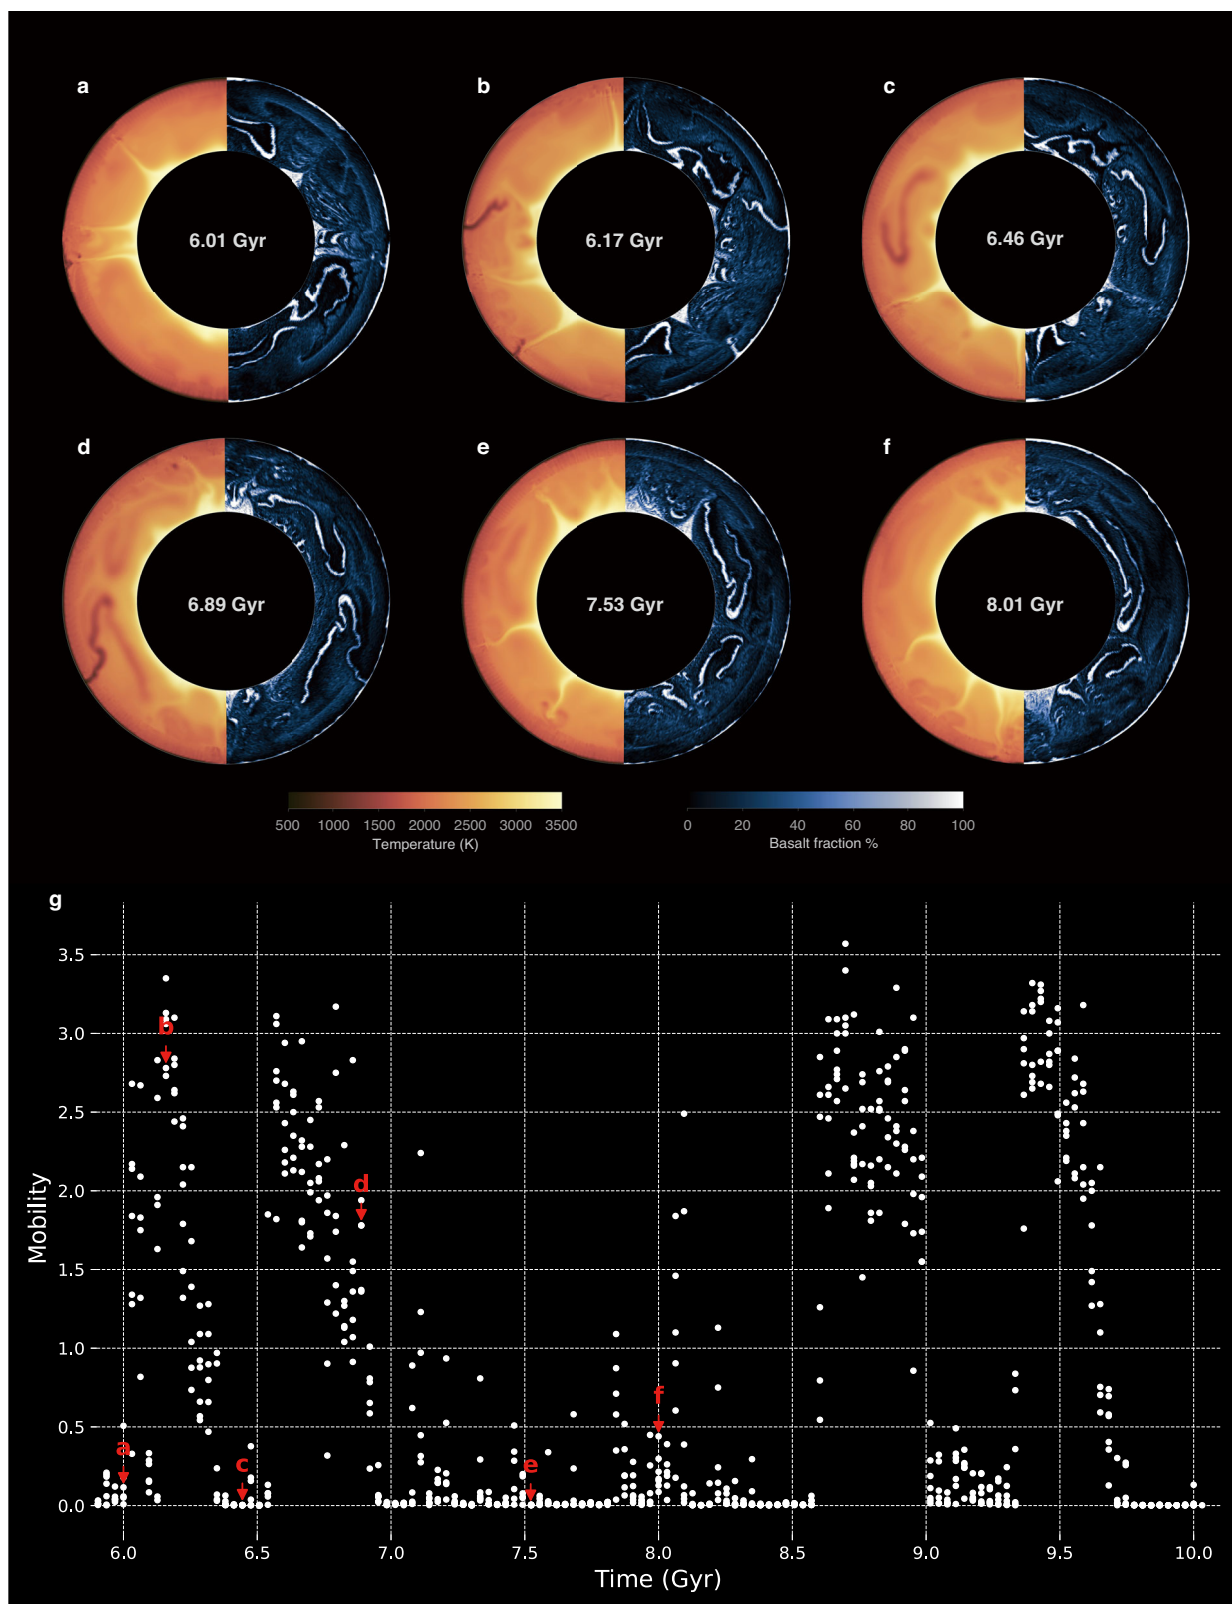 a b c
6.01 Gyr 6.17 Gyr 6.46 Gyr
d e f
6.89 Gyr 7.53 Gyr 8.01 Gyr
500 1000 1500 2000 2500 3000 3500
Temperature (K)
0 20 40 60 80 100
Basalt fraction %
g
3.5
3.0
b
2.5
2.0
d
Mobility
1.5
1.0
f
0.5
a c e
0.0
6.0 6.5 7.0 7.5 8.0 8.5 9.0 9.5 10.0
Time (Gyr)